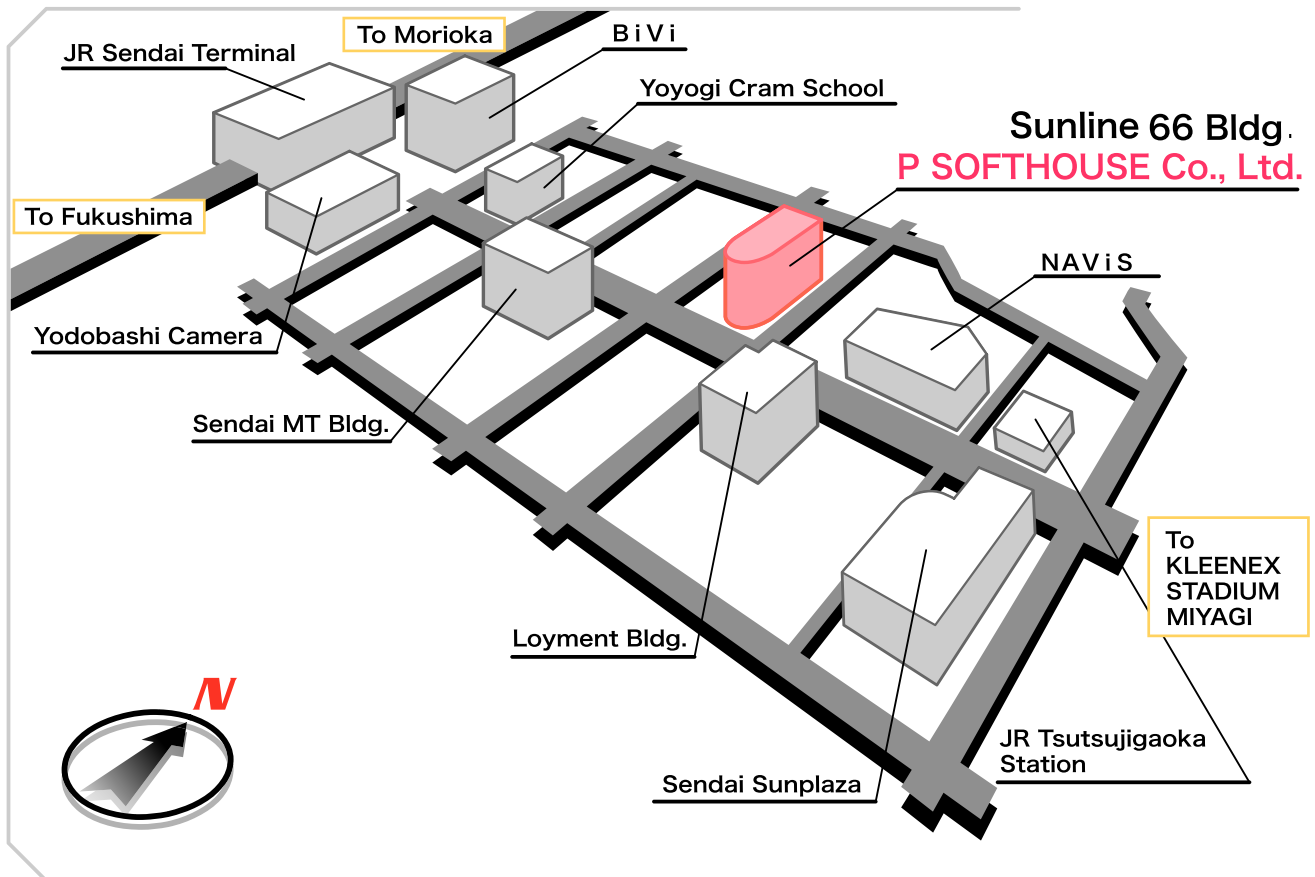 To Morioka
BiVi
JR Sendai Terminal
Yoyogi Cram School
Sunline 66 Bldg.
P SOFTHOUSE Co., Ltd.
To Fukushima
NAViS
Yodobashi Camera
Sendai MT Bldg.
To
KLEENEX
STADIUM
MIYAGI
Loyment Bldg.
N
JR Tsutsujigaoka
Station
Sendai Sunplaza